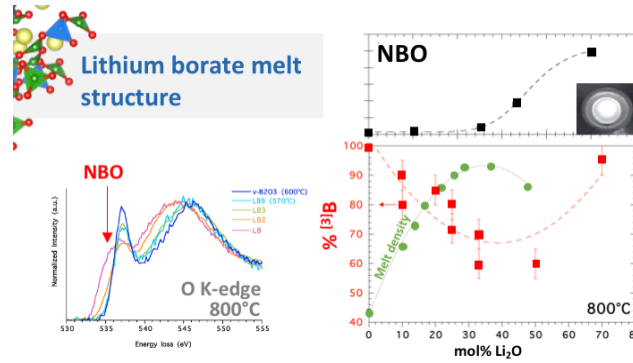 Lithium borate melt
structure
NBO
v-B2O3 (600°C)
LB9 (570°C)
LB3
LB2
LB
O K-edge
800°C
Normalized Intensity (a.u.)
530 535 540 545 550 555
Energy loss (eV)
NBO
% [3]B
100
90
80
70
60
50
40
Melt density
800°C
0 10 20 30 40 50 60 70 80
mol% Li2O